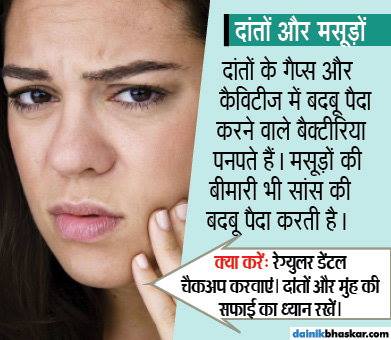 दांतों और मसूड़ों
दांतों के गैप्स और
कैविटीज में बदबू पैदा
करने वाले बैक्टीरिया
पनपते हैं। मसूड़ों की
बीमारी भी सांस की
बदबू पैदा करती है।
क्या करेंः रेग्युलर डेंटल
चैकअप करवाएं। दांतों और मुंह की
सफाई का ध्यान रखें।
dainikbhaskar.com